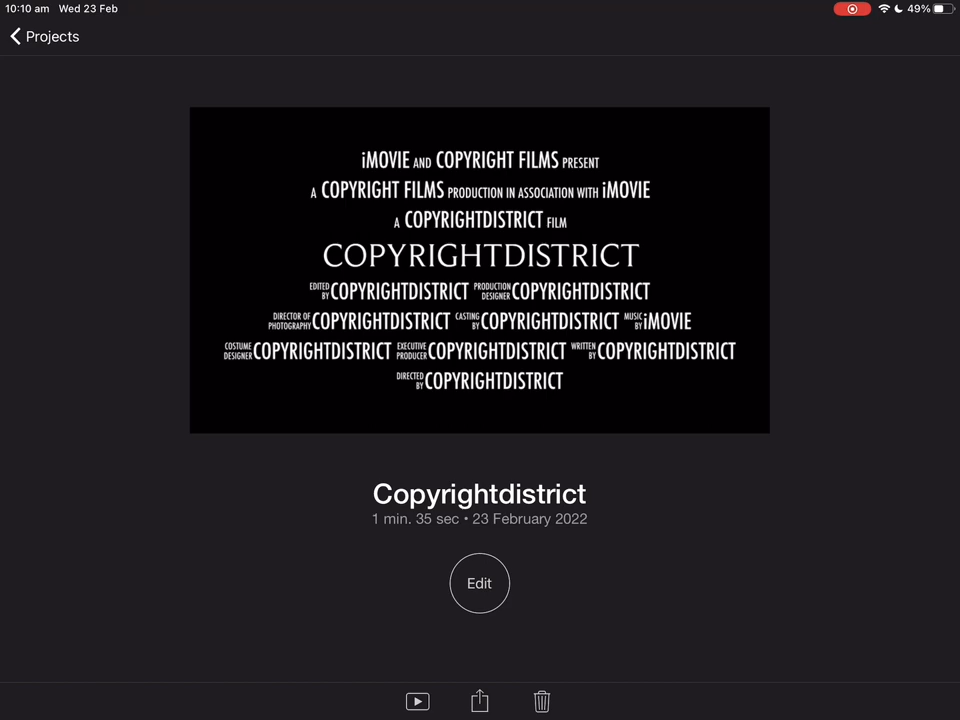 10:10 am Wed 23 Feb 49%
Projects
iMOVIE AND COPYRIGHT FILMS PRESENT
A COPYRIGHT FILMS PRODUCTION IN ASSOCIATION WITH iMOVIE
A COPYRIGHTDISTRICT FILM
COPYRIGHTDISTRICT
EDITED BY COPYRIGHTDISTRICT PRODUCTION DESIGNER COPYRIGHTDISTRICT
DIRECTOR OF PHOTOGRAPHY COPYRIGHTDISTRICT CASTING BY COPYRIGHTDISTRICT MUSIC BY iMOVIE
COSTUME DESIGNER COPYRIGHTDISTRICT EXECUTIVE PRODUCER COPYRIGHTDISTRICT WRITTEN BY COPYRIGHTDISTRICT
DIRECTED BY COPYRIGHTDISTRICT
Copyrightdistrict
1 min. 35 sec • 23 February 2022
Edit